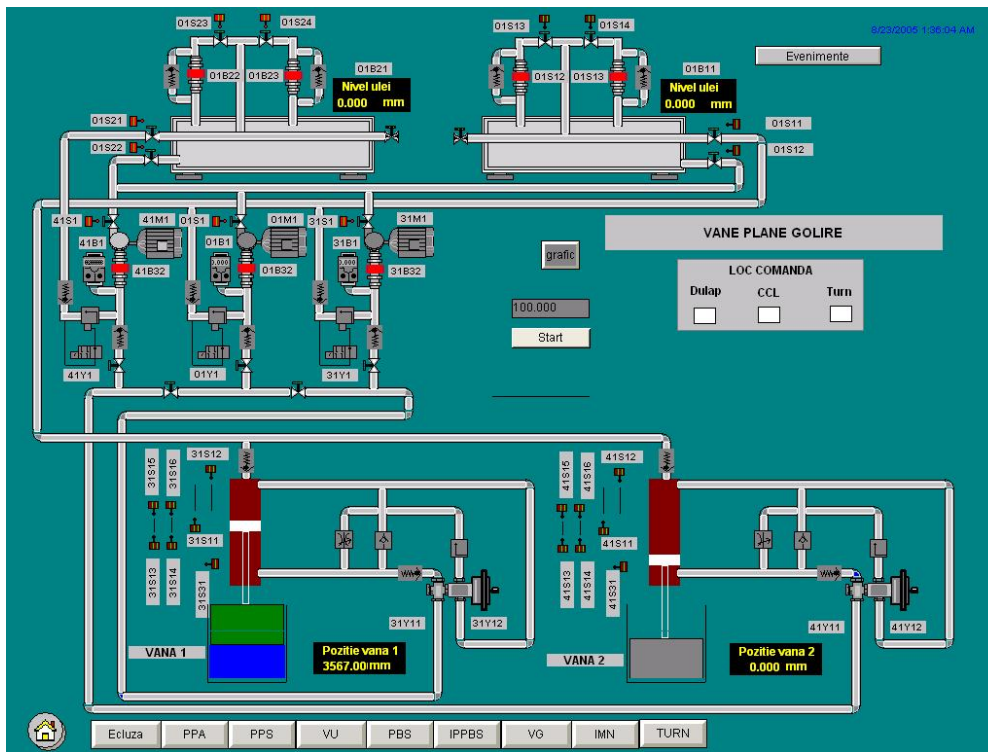 01S23
01S24
01S13
01S14
8/23/2005 1:36:04 AM
Evenimente
01B22
01B23
01B21
Nivel ulei
0.000 mm
01S12
01S13
01B11
Nivel ulei
0.000 mm
01S21
01S22
01S11
01S12
41S1
41M1
01S1
01M1
31S1
31M1
41B1
01B1
31B1
0.000
0.000
41B32
01B32
31B32
VANE PLANE GOLIRE
grafic
LOC COMANDA
Dulap
CCL
Turn
100.000
Start
41Y1
01Y1
31Y1
31S15
31S16
31S12
31S11
31S13
31S14
31S31
41S15
41S16
41S12
41S11
41S13
41S14
41S31
31Y11
31Y12
41Y11
41Y12
VANA 1
Pozitie vana 1
3567.00 mm
VANA 2
Pozitie vana 2
0.000 mm
Ecluza
PPA
PPS
VU
PBS
IPPBS
VG
IMN
TURN